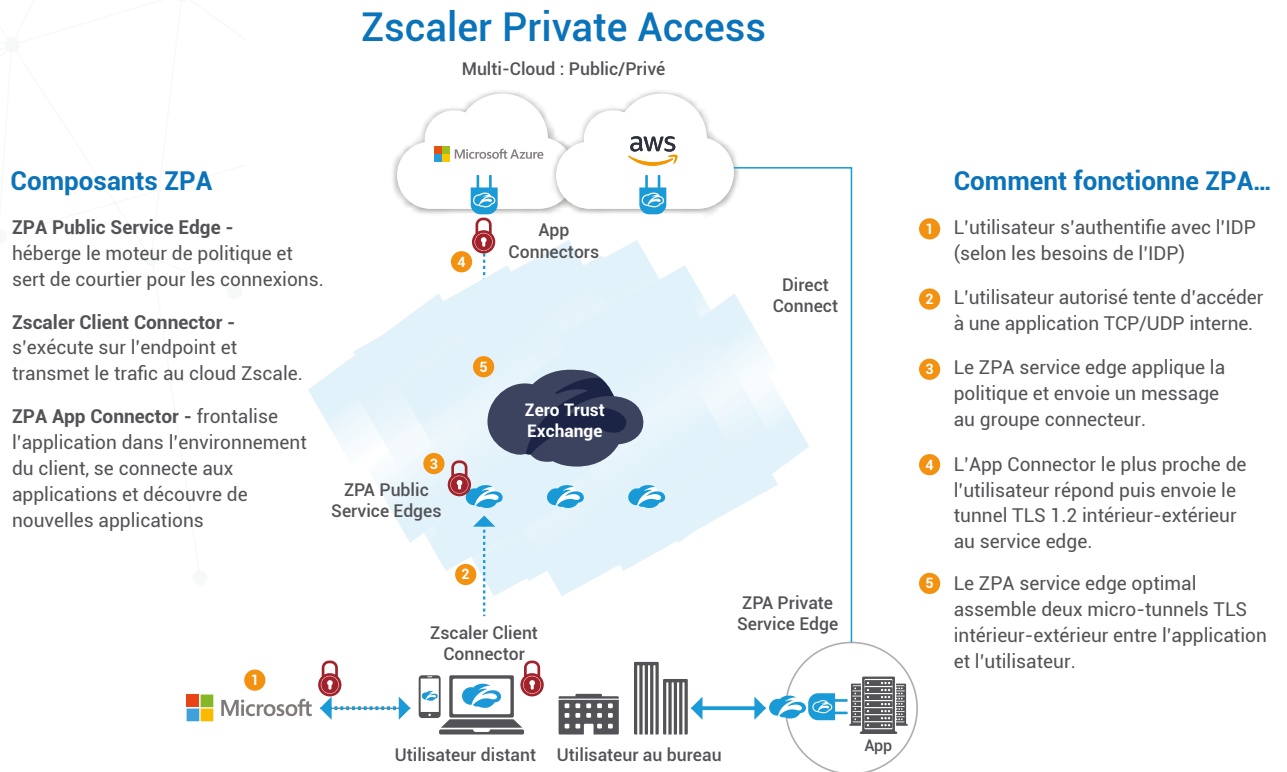 Zscaler Private Access
Multi-Cloud : Public/Privé
Microsoft Azure
aws
Composants ZPA
ZPA Public Service Edge -
héberge le moteur de politique et
sert de courtier pour les connexions.
Zscaler Client Connector -
s'exécute sur l'endpoint et
transmet le trafic au cloud Zscale.
ZPA App Connector - frontalise
l'application dans l'environnement
du client, se connecte aux
applications et découvre de
nouvelles applications
App
Connectors
4
Direct
Connect
5
Zero Trust
Exchange
3
ZPA Public
Service Edges
2
Zscaler Client
Connector
ZPA Private
Service Edge
1
Microsoft
Utilisateur distant
Utilisateur au bureau
App
Comment fonctionne ZPA...
1 L'utilisateur s'authentifie avec l'IDP
(selon les besoins de l'IDP)
2 L'utilisateur autorisé tente d'accéder
à une application TCP/UDP interne.
3 Le ZPA service edge applique la
politique et envoie un message
au groupe connecteur.
4 L'App Connector le plus proche de
l'utilisateur répond puis envoie le
tunnel TLS 1.2 intérieur-extérieur
au service edge.
5 Le ZPA service edge optimal
assemble deux micro-tunnels TLS
intérieur-extérieur entre l'application
et l'utilisateur.